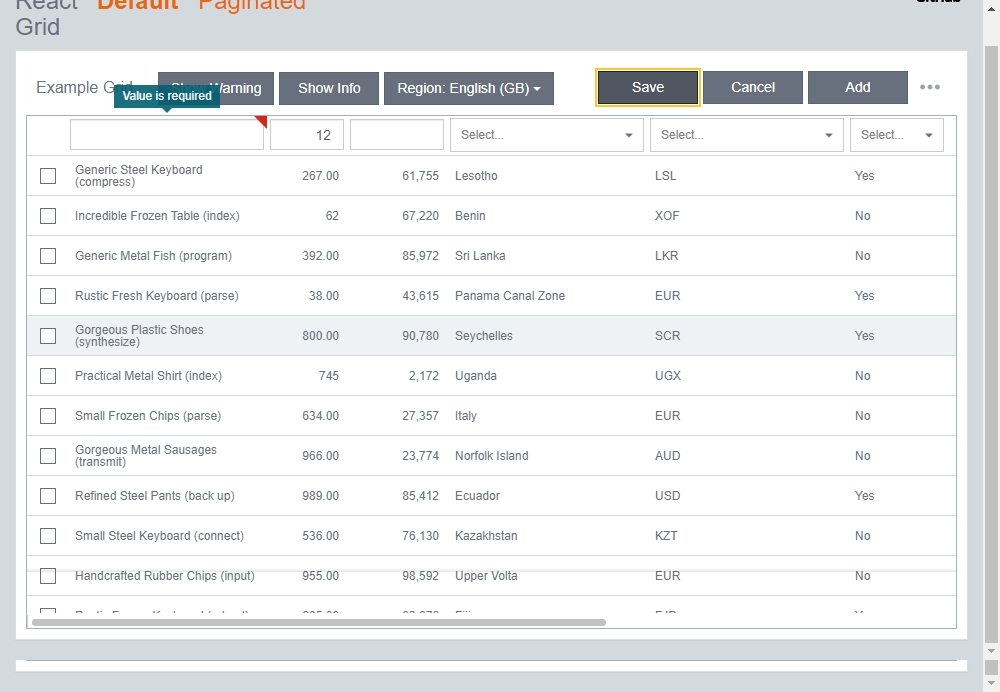 React Default Paginated
Grid
GitHub
Example Grid Show Warning Show Info Region: English (GB) Save Cancel Add
Value is required
12 Select... Select... Select...
Generic Steel Keyboard
(compress) 267.00 61,755 Lesotho LSL Yes
Incredible Frozen Table (index) 62 67,220 Benin XOF No
Generic Metal Fish (program) 392.00 85,972 Sri Lanka LKR No
Rustic Fresh Keyboard (parse) 38.00 43,615 Panama Canal Zone EUR Yes
Gorgeous Plastic Shoes
(synthesize) 800.00 90,780 Seychelles SCR Yes
Practical Metal Shirt (index) 745 2,172 Uganda UGX No
Small Frozen Chips (parse) 634.00 27,357 Italy EUR No
Gorgeous Metal Sausages
(transmit) 966.00 23,774 Norfolk Island AUD No
Refined Steel Pants (back up) 989.00 85,412 Ecuador USD Yes
Small Steel Keyboard (connect) 536.00 76,130 Kazakhstan KZT No
Handcrafted Rubber Chips (input) 955.00 98,592 Upper Volta EUR No